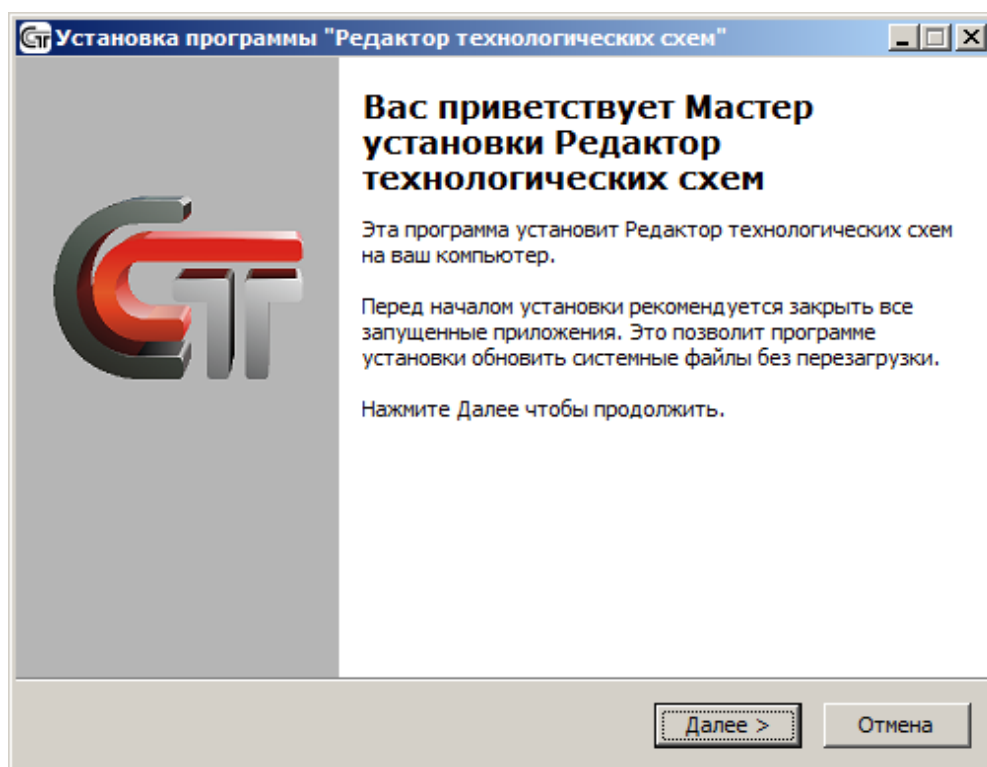 Установка программы "Редактор технологических схем"
Вас приветствует Мастер
установки Редактор
технологических схем
Эта программа установит Редактор технологических схем
на ваш компьютер.
Перед началом установки рекомендуется закрыть все
запущенные приложения. Это позволит программе
установки обновить системные файлы без перезагрузки.
Нажмите Далее чтобы продолжить.
Далее >
Отмена